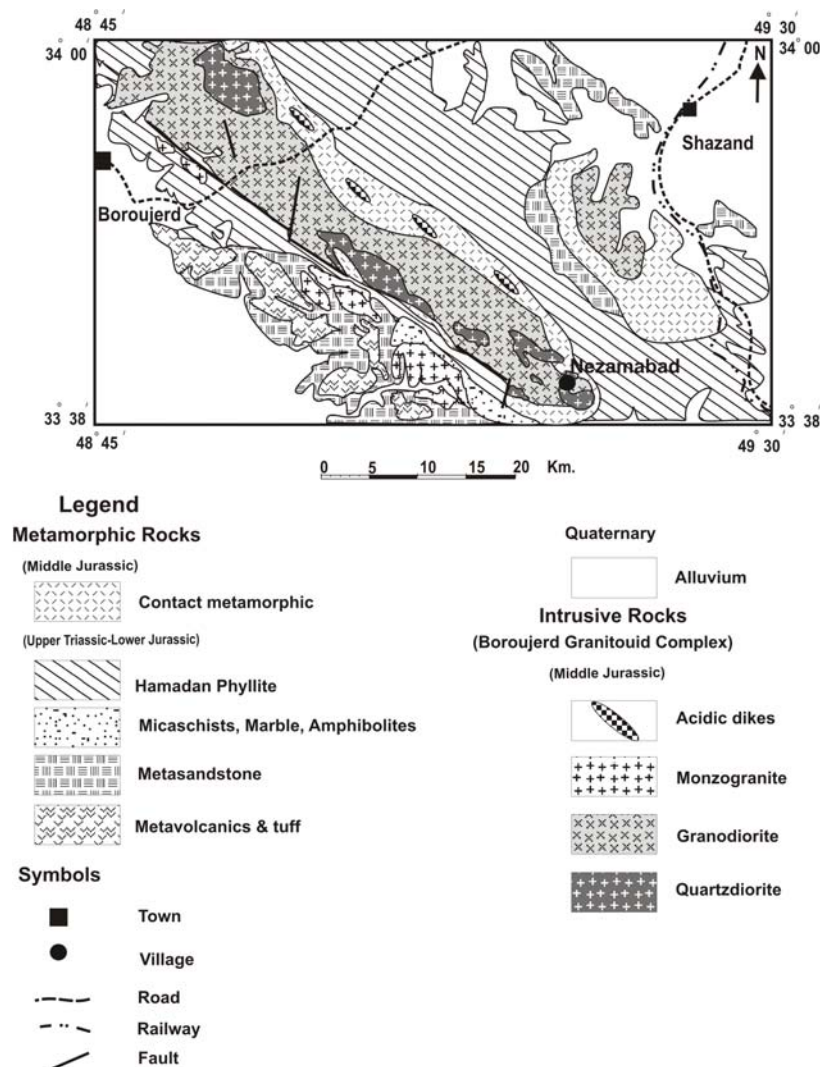 48 45′
49 30′
34 00
34 00
N
Shazand
Boroujerd
Nezamabad
33 38
33 38
48 45′
49 30′
0 5 10 15 20 Km.
Legend
Metamorphic Rocks
(Middle Jurassic)
Contact metamorphic
(Upper Triassic-Lower Jurassic)
Hamadan Phyllite
Micaschists, Marble, Amphibolites
Metasandstone
Metavolcanics & tuff
Symbols
Town
Village
Road
Railway
Fault
Quaternary
Alluvium
Intrusive Rocks
(Boroujerd Granitouid Complex)
(Middle Jurassic)
Acidic dikes
Monzogranite
Granodiorite
Quartzdiorite